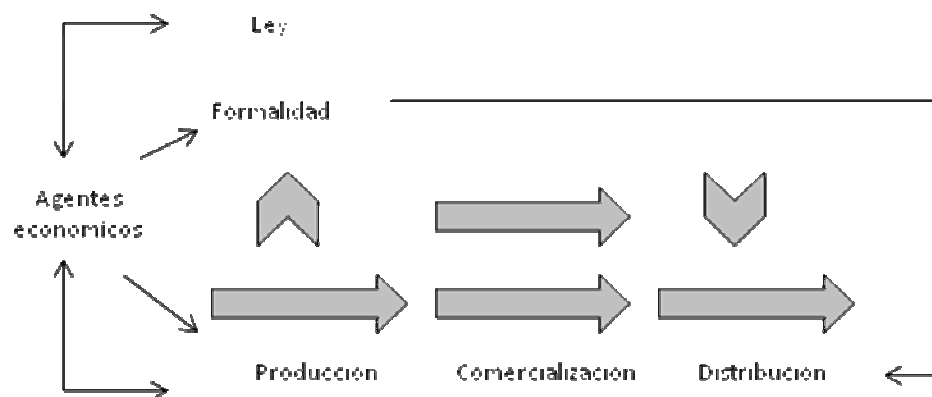 Ley
Formalidad
Agentes
economicos
Produccion
Comercializacion
Distribucion